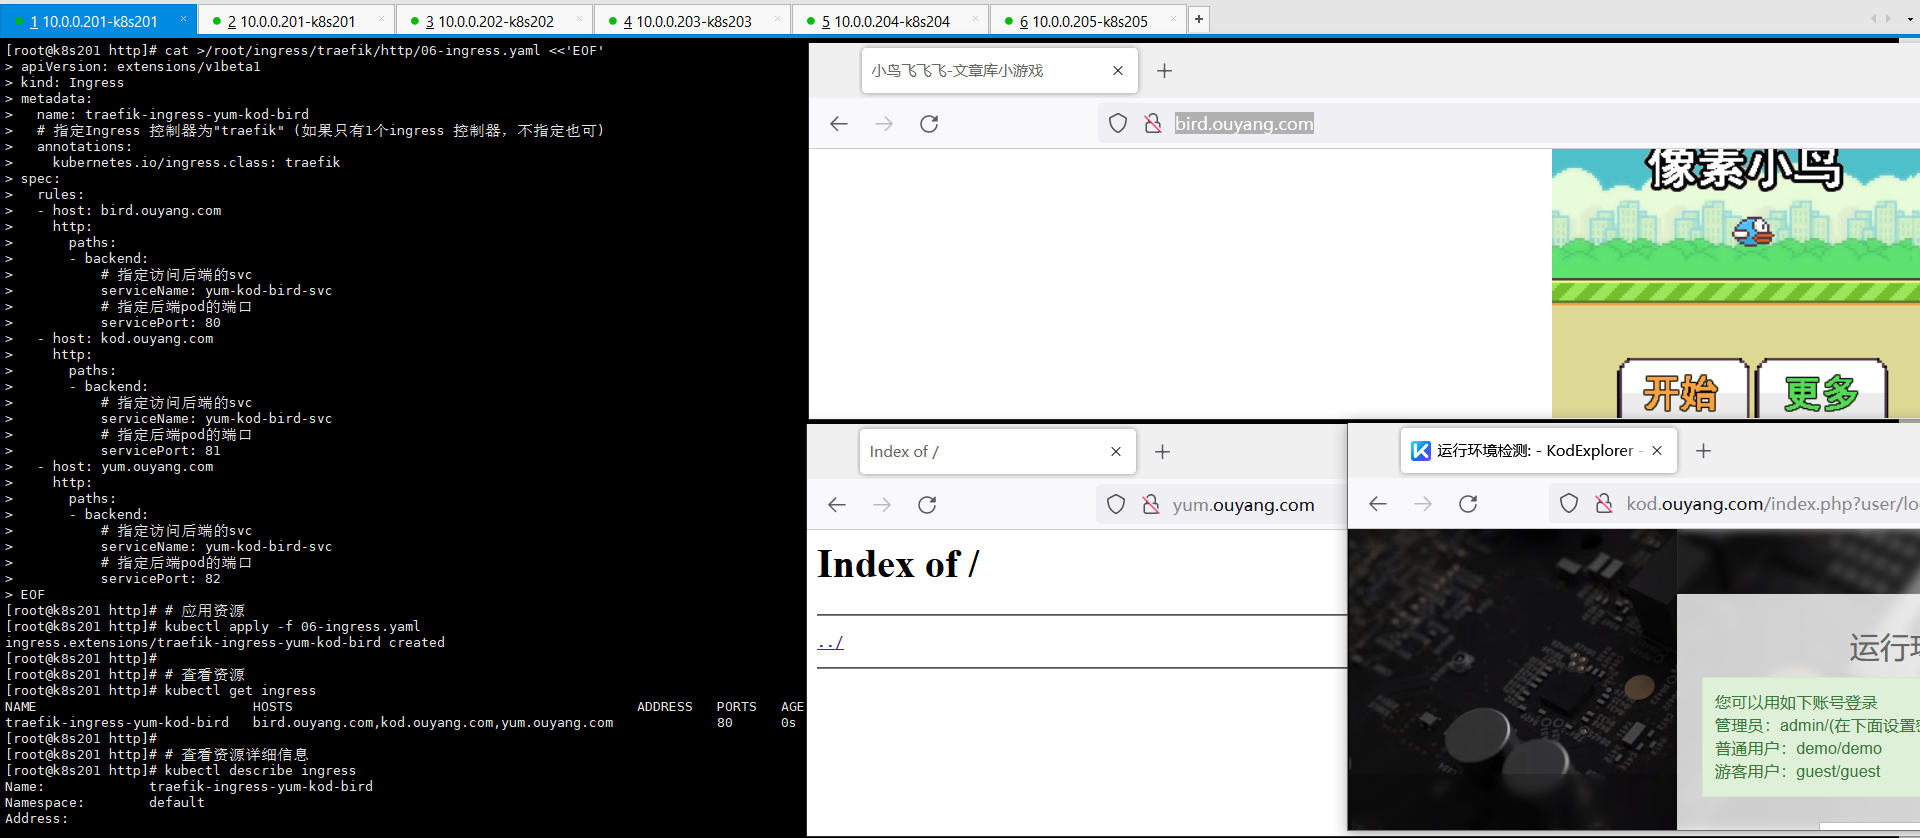 1 10.0.0.201-k8s201 × 2 10.0.0.201-k8s201 × 3 10.0.0.202-k8s202 × 4 10.0.0.203-k8s203 × 5 10.0.0.204-k8s204 × 6 10.0.0.205-k8s205 × +
[root@k8s201 http]# cat >/root/ingress/traefik/http/06-ingress.yaml <<'EOF'
> apiVersion: extensions/v1beta1
> kind: Ingress
> metadata:
>   name: traefik-ingress-yum-kod-bird
>   # 指定Ingress 控制器为"traefik" (如果只有1个ingress 控制器, 不指定也可)
>   annotations:
>     kubernetes.io/ingress.class: traefik
> spec:
>   rules:
>   - host: bird.ouyang.com
>     http:
>       paths:
>       - backend:
>           # 指定访问后端的svc
>           serviceName: yum-kod-bird-svc
>           # 指定后端pod的端口
>           servicePort: 80
>   - host: kod.ouyang.com
>     http:
>       paths:
>       - backend:
>           # 指定访问后端的svc
>           serviceName: yum-kod-bird-svc
>           # 指定后端pod的端口
>           servicePort: 81
>   - host: yum.ouyang.com
>     http:
>       paths:
>       - backend:
>           # 指定访问后端的svc
>           serviceName: yum-kod-bird-svc
>           # 指定后端pod的端口
>           servicePort: 82
> EOF
[root@k8s201 http]# # 应用资源
[root@k8s201 http]# kubectl apply -f 06-ingress.yaml
ingress.extensions/traefik-ingress-yum-kod-bird created
[root@k8s201 http]#
[root@k8s201 http]# # 查看资源
[root@k8s201 http]# kubectl get ingress
NAME                           HOSTS                                            ADDRESS   PORTS   AGE
traefik-ingress-yum-kod-bird   bird.ouyang.com,kod.ouyang.com,yum.ouyang.com             80      0s
[root@k8s201 http]#
[root@k8s201 http]# # 查看资源详细信息
[root@k8s201 http]# kubectl describe ingress
Name:             traefik-ingress-yum-kod-bird
Namespace:        default
Address:
小鸟飞飞飞-文章库小游戏
bird.ouyang.com
像素小鸟
开始 更多
Index of /
yum.ouyang.com
Index of /
../
运行环境检测: - KodExplorer -
kod.ouyang.com/index.php?user/lo
运行
您可以用如下账号登录
管理员: admin/(在下面设置
普通用户: demo/demo
游客用户: guest/guest